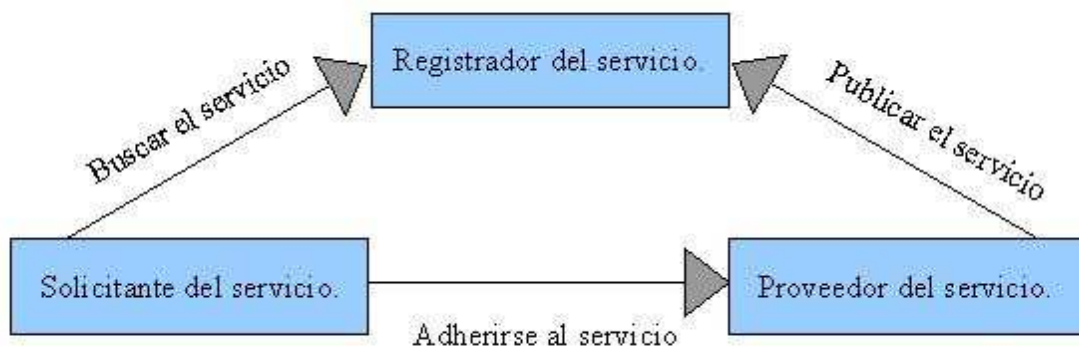 Registrador del servicio.
Buscar el servicio
Publicar el servicio
Solicitante del servicio.
Proveedor del servicio.
Adherirse al servicio